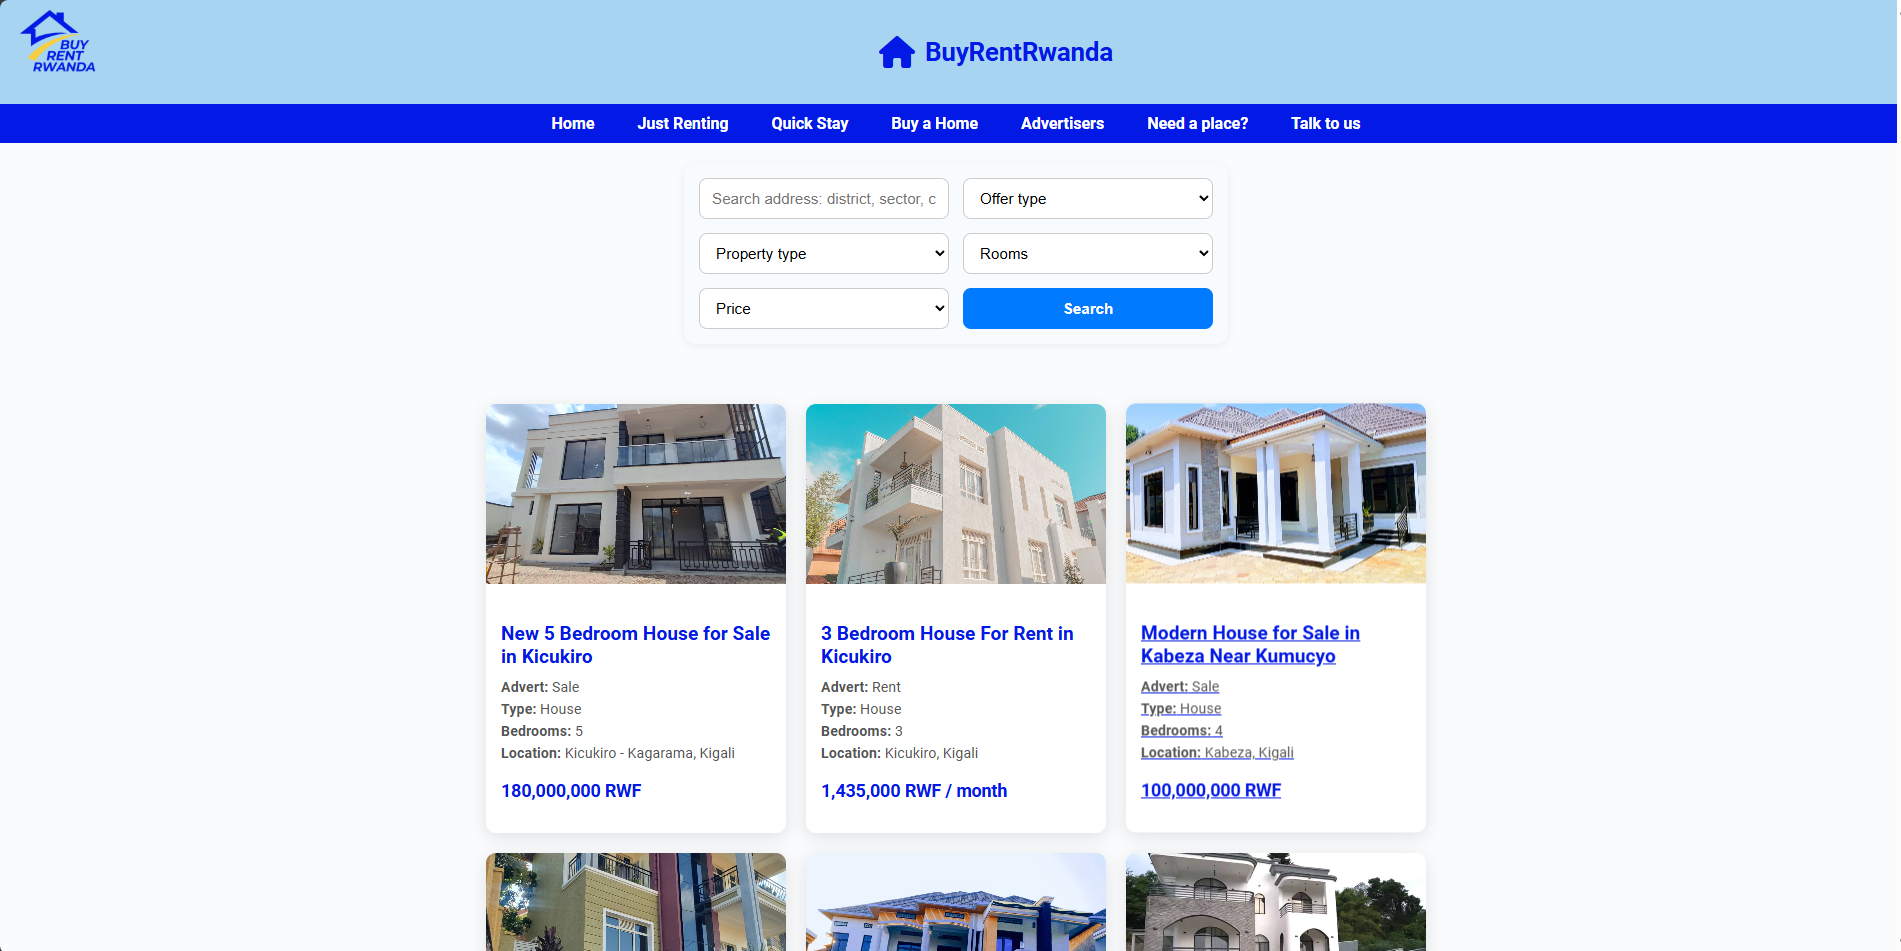 BUY
RENT
RWANDA
BuyRentRwanda
Home Just Renting Quick Stay Buy a Home Advertisers Need a place? Talk to us
Search address: district, sector, c
Offer type
Property type
Rooms
Price
Search
New 5 Bedroom House for Sale
in Kicukiro
Advert: Sale
Type: House
Bedrooms: 5
Location: Kicukiro - Kagarama, Kigali
180,000,000 RWF
3 Bedroom House For Rent in
Kicukiro
Advert: Rent
Type: House
Bedrooms: 3
Location: Kicukiro, Kigali
1,435,000 RWF / month
Modern House for Sale in
Kabeza Near Kumucyo
Advert: Sale
Type: House
Bedrooms: 4
Location: Kabeza, Kigali
100,000,000 RWF